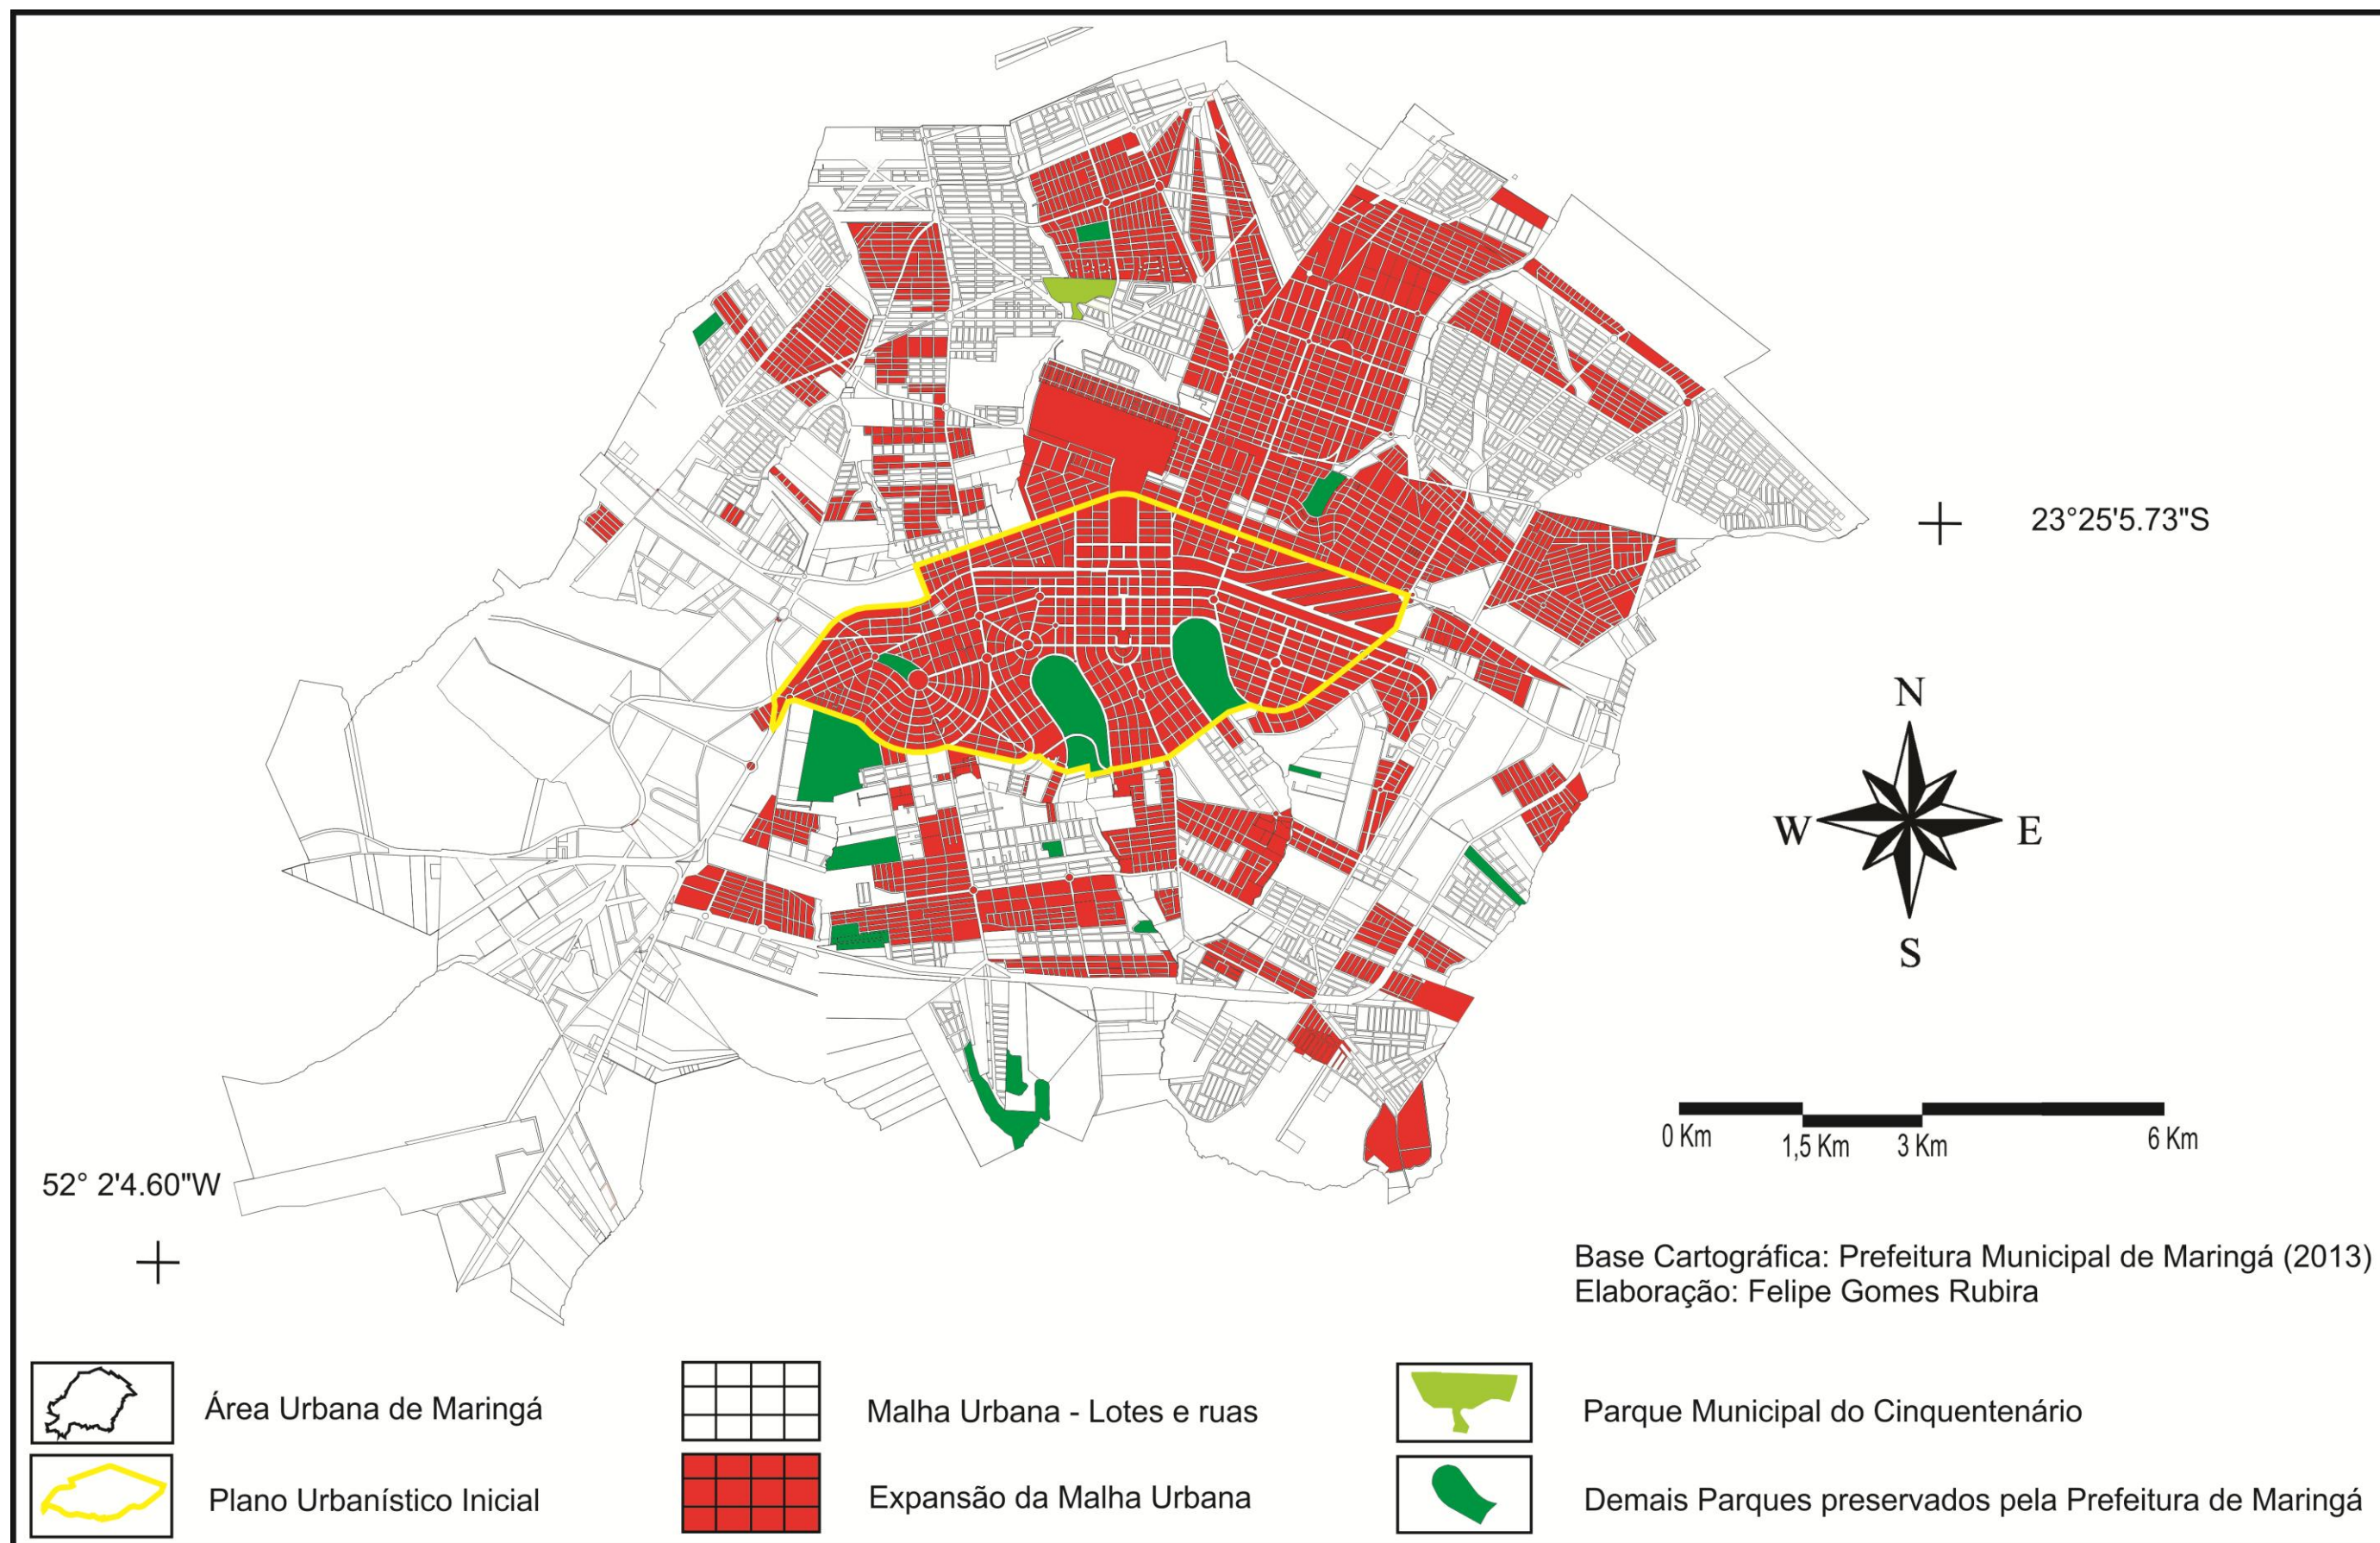 23°25'5.73"S
N
W
E
S
0 Km
1,5 Km
3 Km
6 Km
52° 2'4.60"W
Base Cartográfica: Prefeitura Municipal de Maringá (2013)
Elaboração: Felipe Gomes Rubira
Área Urbana de Maringá
Malha Urbana - Lotes e ruas
Parque Municipal do Cinquentenário
Plano Urbanístico Inicial
Expansão da Malha Urbana
Demais Parques preservados pela Prefeitura de Maringá